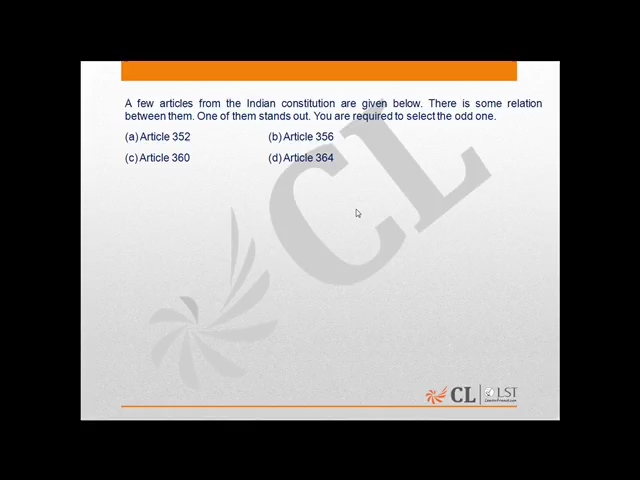 A few articles from the Indian constitution are given below. There is some relation
between them. One of them stands out. You are required to select the odd one.
(a) Article 352 (b) Article 356
(c) Article 360 (d) Article 364
CL
CL LST